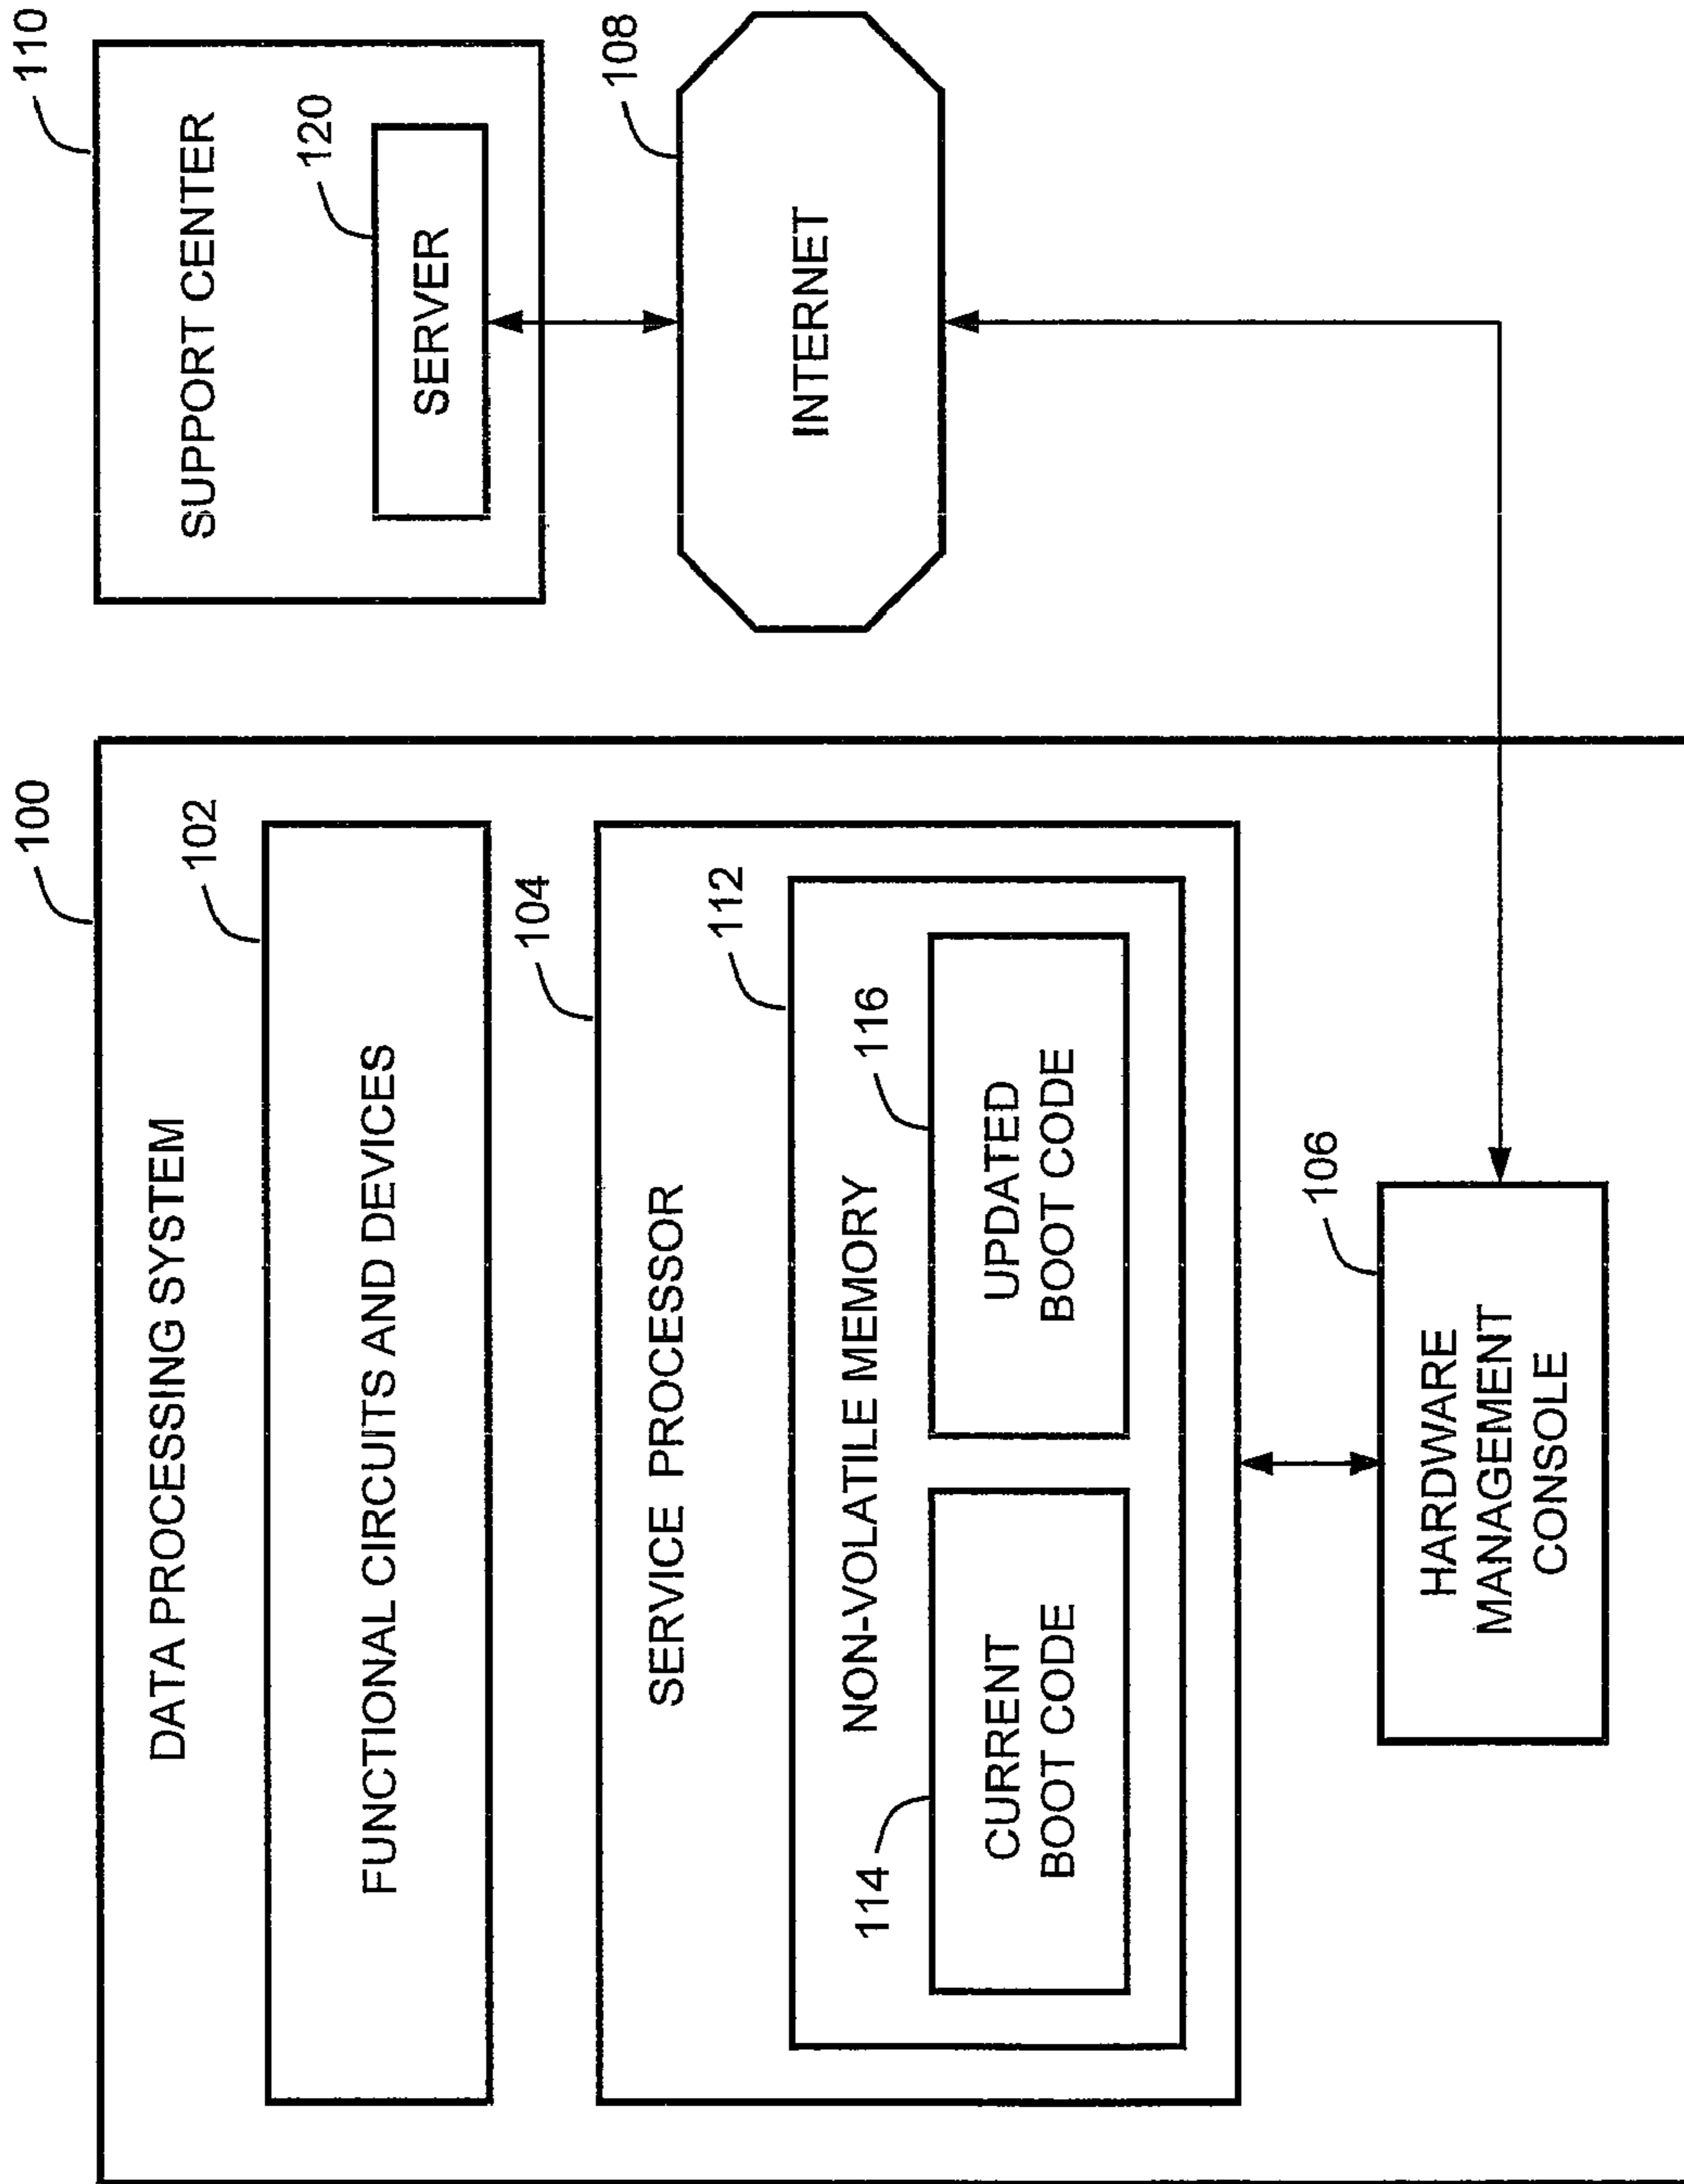 100
DATA PROCESSING SYSTEM
102
FUNCTIONAL CIRCUITS AND DEVICES
104
SERVICE PROCESSOR
112
NON-VOLATILE MEMORY
114
CURRENT
BOOT CODE
116
UPDATED
BOOT CODE
106
HARDWARE
MANAGEMENT
CONSOLE
110
SUPPORT CENTER
120
SERVER
108
INTERNET